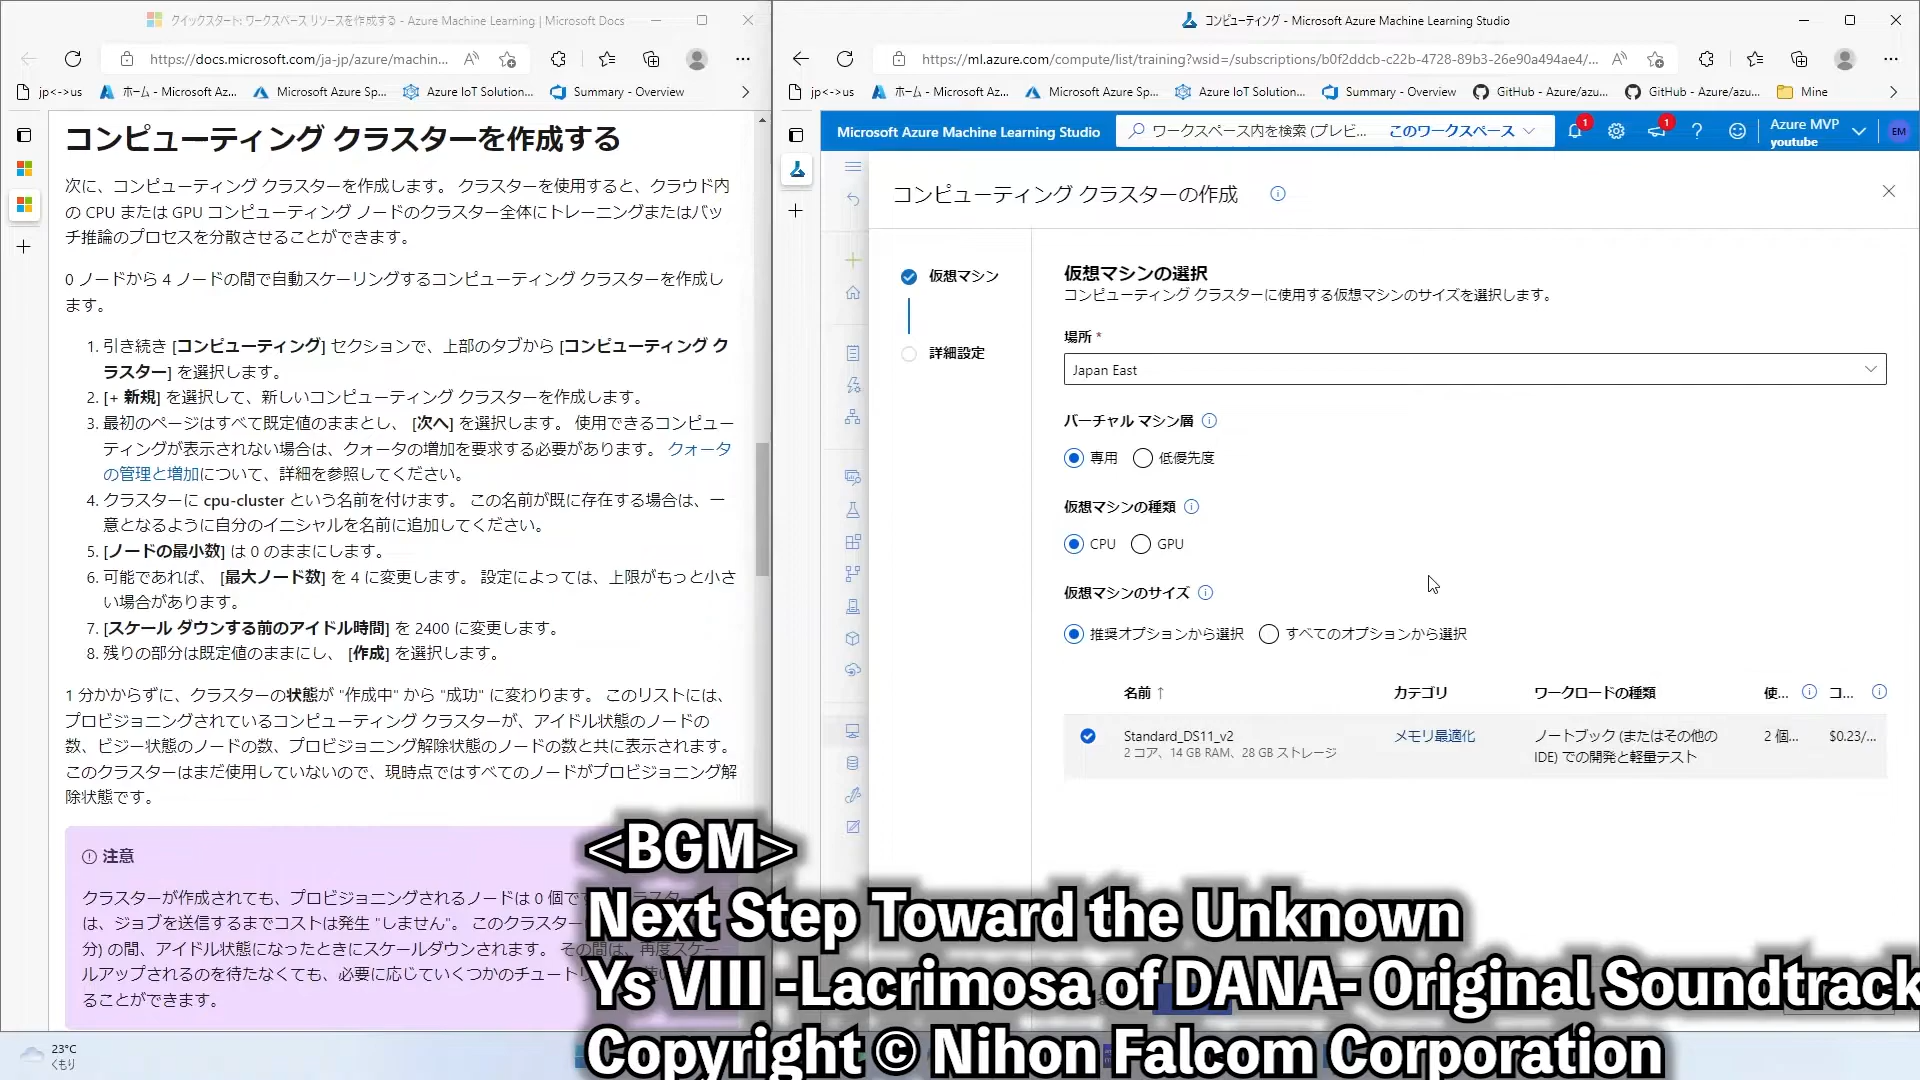 クイックスタート: ワークスペース リソースを作成する - Azure Machine Learning | Microsoft Docs
https://docs.microsoft.com/ja-jp/azure/machin...
jp<->us
ホーム - Microsoft Az...
Microsoft Azure Sp...
Azure IoT Solution...
Summary - Overview
コンピューティング クラスターを作成する
次に、コンピューティング クラスターを作成します。 クラスターを使用すると、クラウド内
の CPU または GPU コンピューティング ノードのクラスター全体にトレーニングまたはバッ
チ推論のプロセスを分散させることができます。
0 ノードから 4 ノードの間で自動スケーリングするコンピューティング クラスターを作成し
ます。
1. 引き続き [コンピューティング] セクションで、上部のタブから [コンピューティング ク
ラスター] を選択します。
2. [+ 新規] を選択して、新しいコンピューティング クラスターを作成します。
3. 最初のページはすべて既定値のままとし、 [次へ] を選択します。 使用できるコンピュー
ティングが表示されない場合は、クォータの増加を要求する必要があります。 クォータ
の管理と増加について、詳細を参照してください。
4. クラスターに cpu-cluster という名前を付けます。 この名前が既に存在する場合は、一
意となるように自分のイニシャルを名前に追加してください。
5. [ノードの最小数] は 0 のままにします。
6. 可能であれば、 [最大ノード数] を 4 に変更します。 設定によっては、上限がもっと小さ
い場合があります。
7. [スケール ダウンする前のアイドル時間] を 2400 に変更します。
8. 残りの部分は既定値のままにし、 [作成] を選択します。
1 分かからずに、クラスターの状態が "作成中" から "成功" に変わります。 このリストには、
プロビジョニングされているコンピューティング クラスターが、アイドル状態のノードの
数、ビジー状態のノードの数、プロビジョニング解除状態のノードの数と共に表示されます。
このクラスターはまだ使用していないので、現時点ではすべてのノードがプロビジョニング解
除状態です。
注意
クラスターが作成されても、プロビジョニングされるノードは 0 個で
は、ジョブを送信するまでコストは発生 "しません"。 このクラスター
分) の間、アイドル状態になったときにスケールダウンされます。 その間は、再度スケー
ルアップされるのを待たなくても、必要に応じていくつかのチュートリ
ることができます。
23°C
くもり
コンピューティング - Microsoft Azure Machine Learning Studio
https://ml.azure.com/compute/list/training?wsid=/subscriptions/b0f2ddcb-c22b-4728-89b3-26e90a494ae4/...
jp<->us
ホーム - Microsoft Az...
Microsoft Azure Sp...
Azure IoT Solution...
Summary - Overview
GitHub - Azure/azu...
GitHub - Azure/azu...
Mine
Microsoft Azure Machine Learning Studio
ワークスペース内を検索 (プレビ...
このワークスペース
1
1
Azure MVP
youtube
EM
コンピューティング クラスターの作成
仮想マシン
詳細設定
仮想マシンの選択
コンピューティング クラスターに使用する仮想マシンのサイズを選択します。
場所 *
Japan East
バーチャル マシン層
専用 低優先度
仮想マシンの種類
CPU GPU
仮想マシンのサイズ
推奨オプションから選択 すべてのオプションから選択
名前 ↑ カテゴリ ワークロードの種類 使... コ...
Standard_DS11_v2 メモリ最適化 ノートブック (またはその他の 2 個... $0.23/...
2 コア、14 GB RAM、28 GB ストレージ IDE) での開発と軽量テスト
<BGM>
Next Step Toward the Unknown
Ys VIII -Lacrimosa of DANA- Original Soundtrack
Copyright © Nihon Falcom Corporation